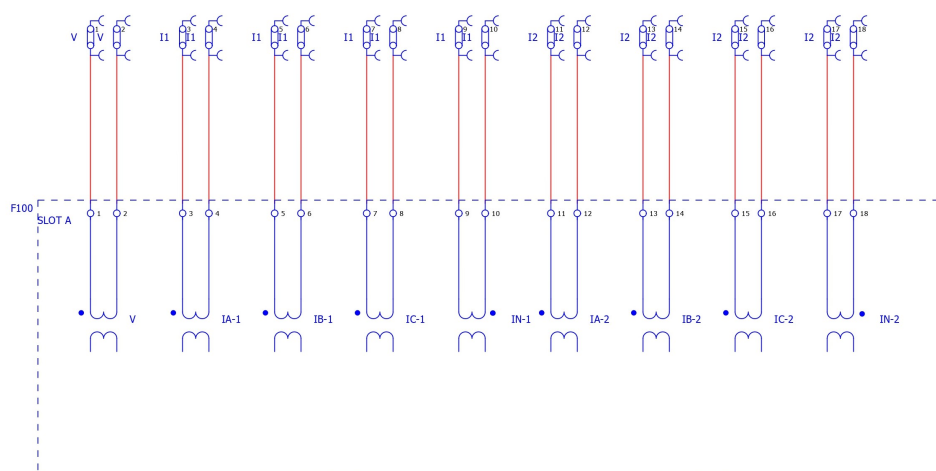 1 2 3 4 5 6 7 8 9 10 11 12 13 14 15 16 17 18
V V I1 I1 I1 I1 I1 I1 I1 I1 I2 I2 I2 I2 I2 I2 I2 I2
F100
SLOT A 1 2 3 4 5 6 7 8 9 10 11 12 13 14 15 16 17 18
V IA-1 IB-1 IC-1 IN-1 IA-2 IB-2 IC-2 IN-2